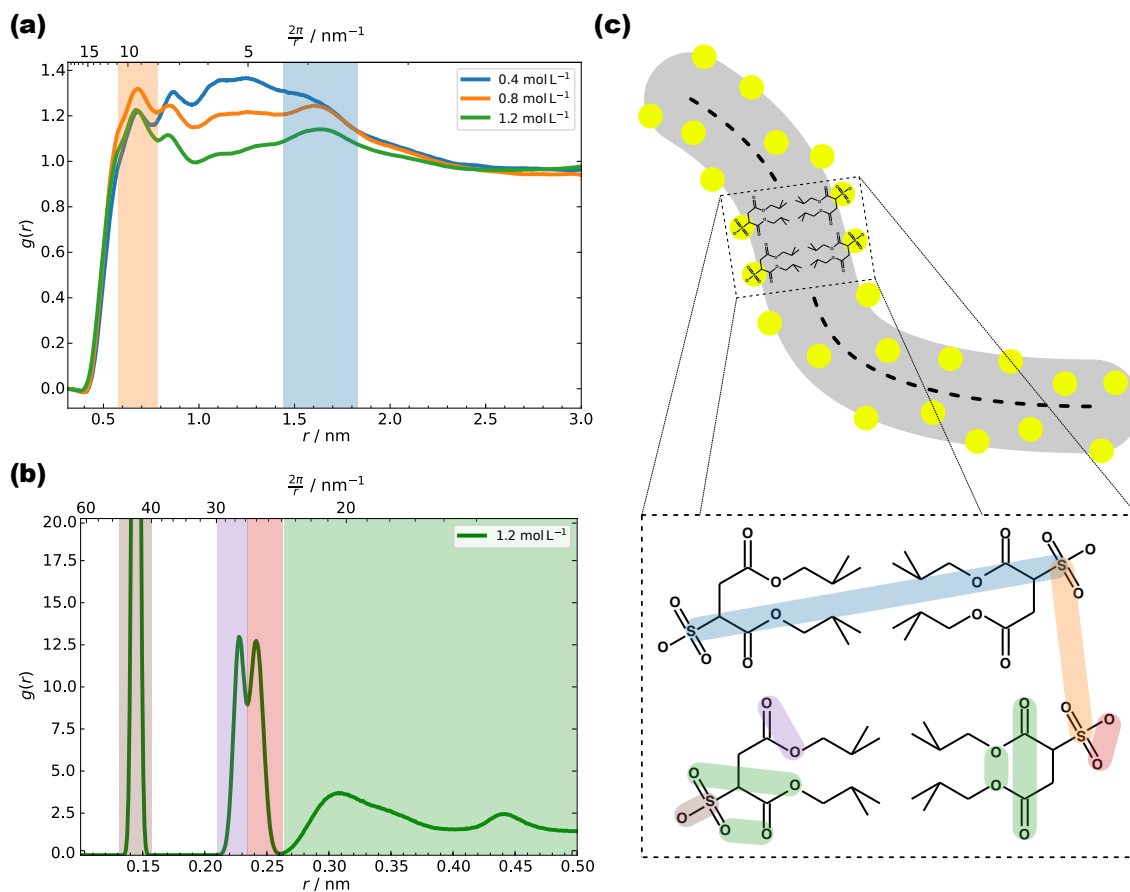 (a)
2π/r / nm⁻¹
15 10 5
1.4
1.2
1.0
0.8
0.6
0.4
0.2
0.0
g(r)
0.4 mol L⁻¹
0.8 mol L⁻¹
1.2 mol L⁻¹
0.5 1.0 1.5 2.0 2.5 3.0
r / nm
(b)
2π/r / nm⁻¹
60 40 30 20
20.0
17.5
15.0
12.5
10.0
7.5
5.0
2.5
0.0
g(r)
1.2 mol L⁻¹
0.15 0.20 0.25 0.30 0.35 0.40 0.45 0.50
r / nm
(c)
O O O O
O O O
S
S O O O
O O O O
O O O O
O S O
O O
S O O O O
O O O O